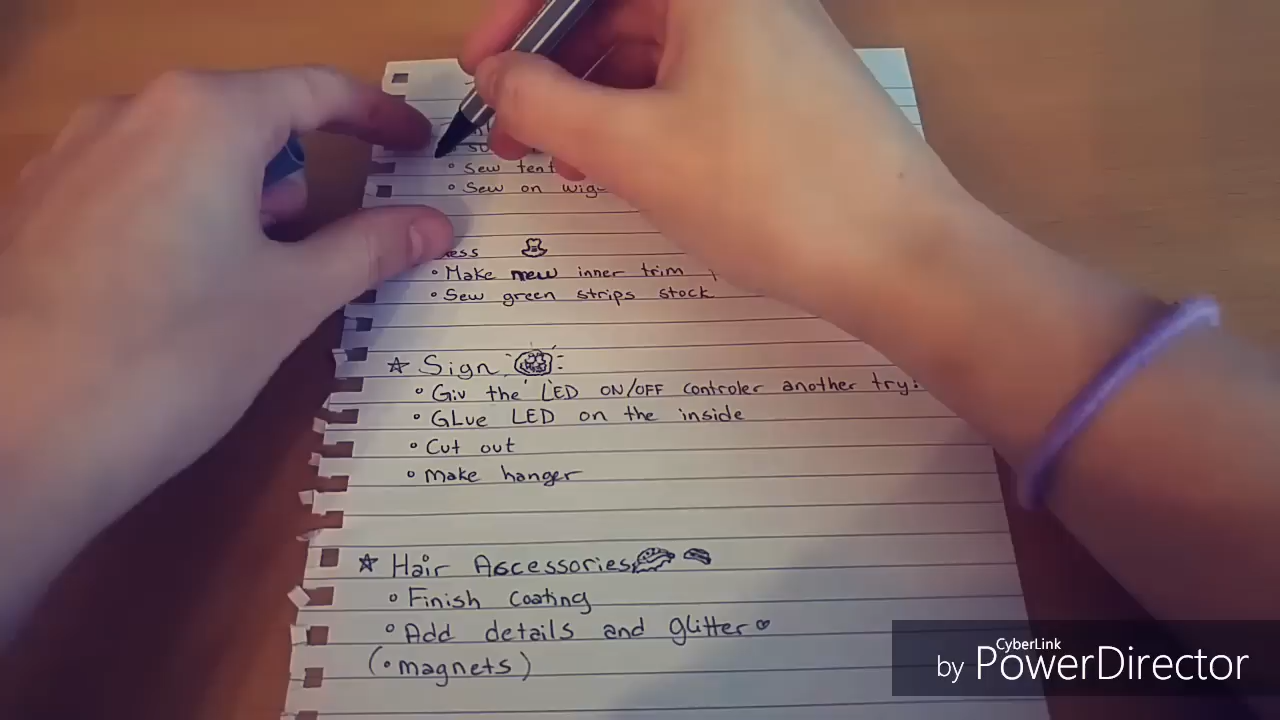 Sew tent
Sew on wig
Make new inner trim
Sew green strips stock
Sign
Giv the LED ON/OFF controler another try!
GLue LED on the inside
Cut out
Make hanger
Hair Accessories
Finish coating
Add details and glitter
(• magnets)
CyberLink
by PowerDirector